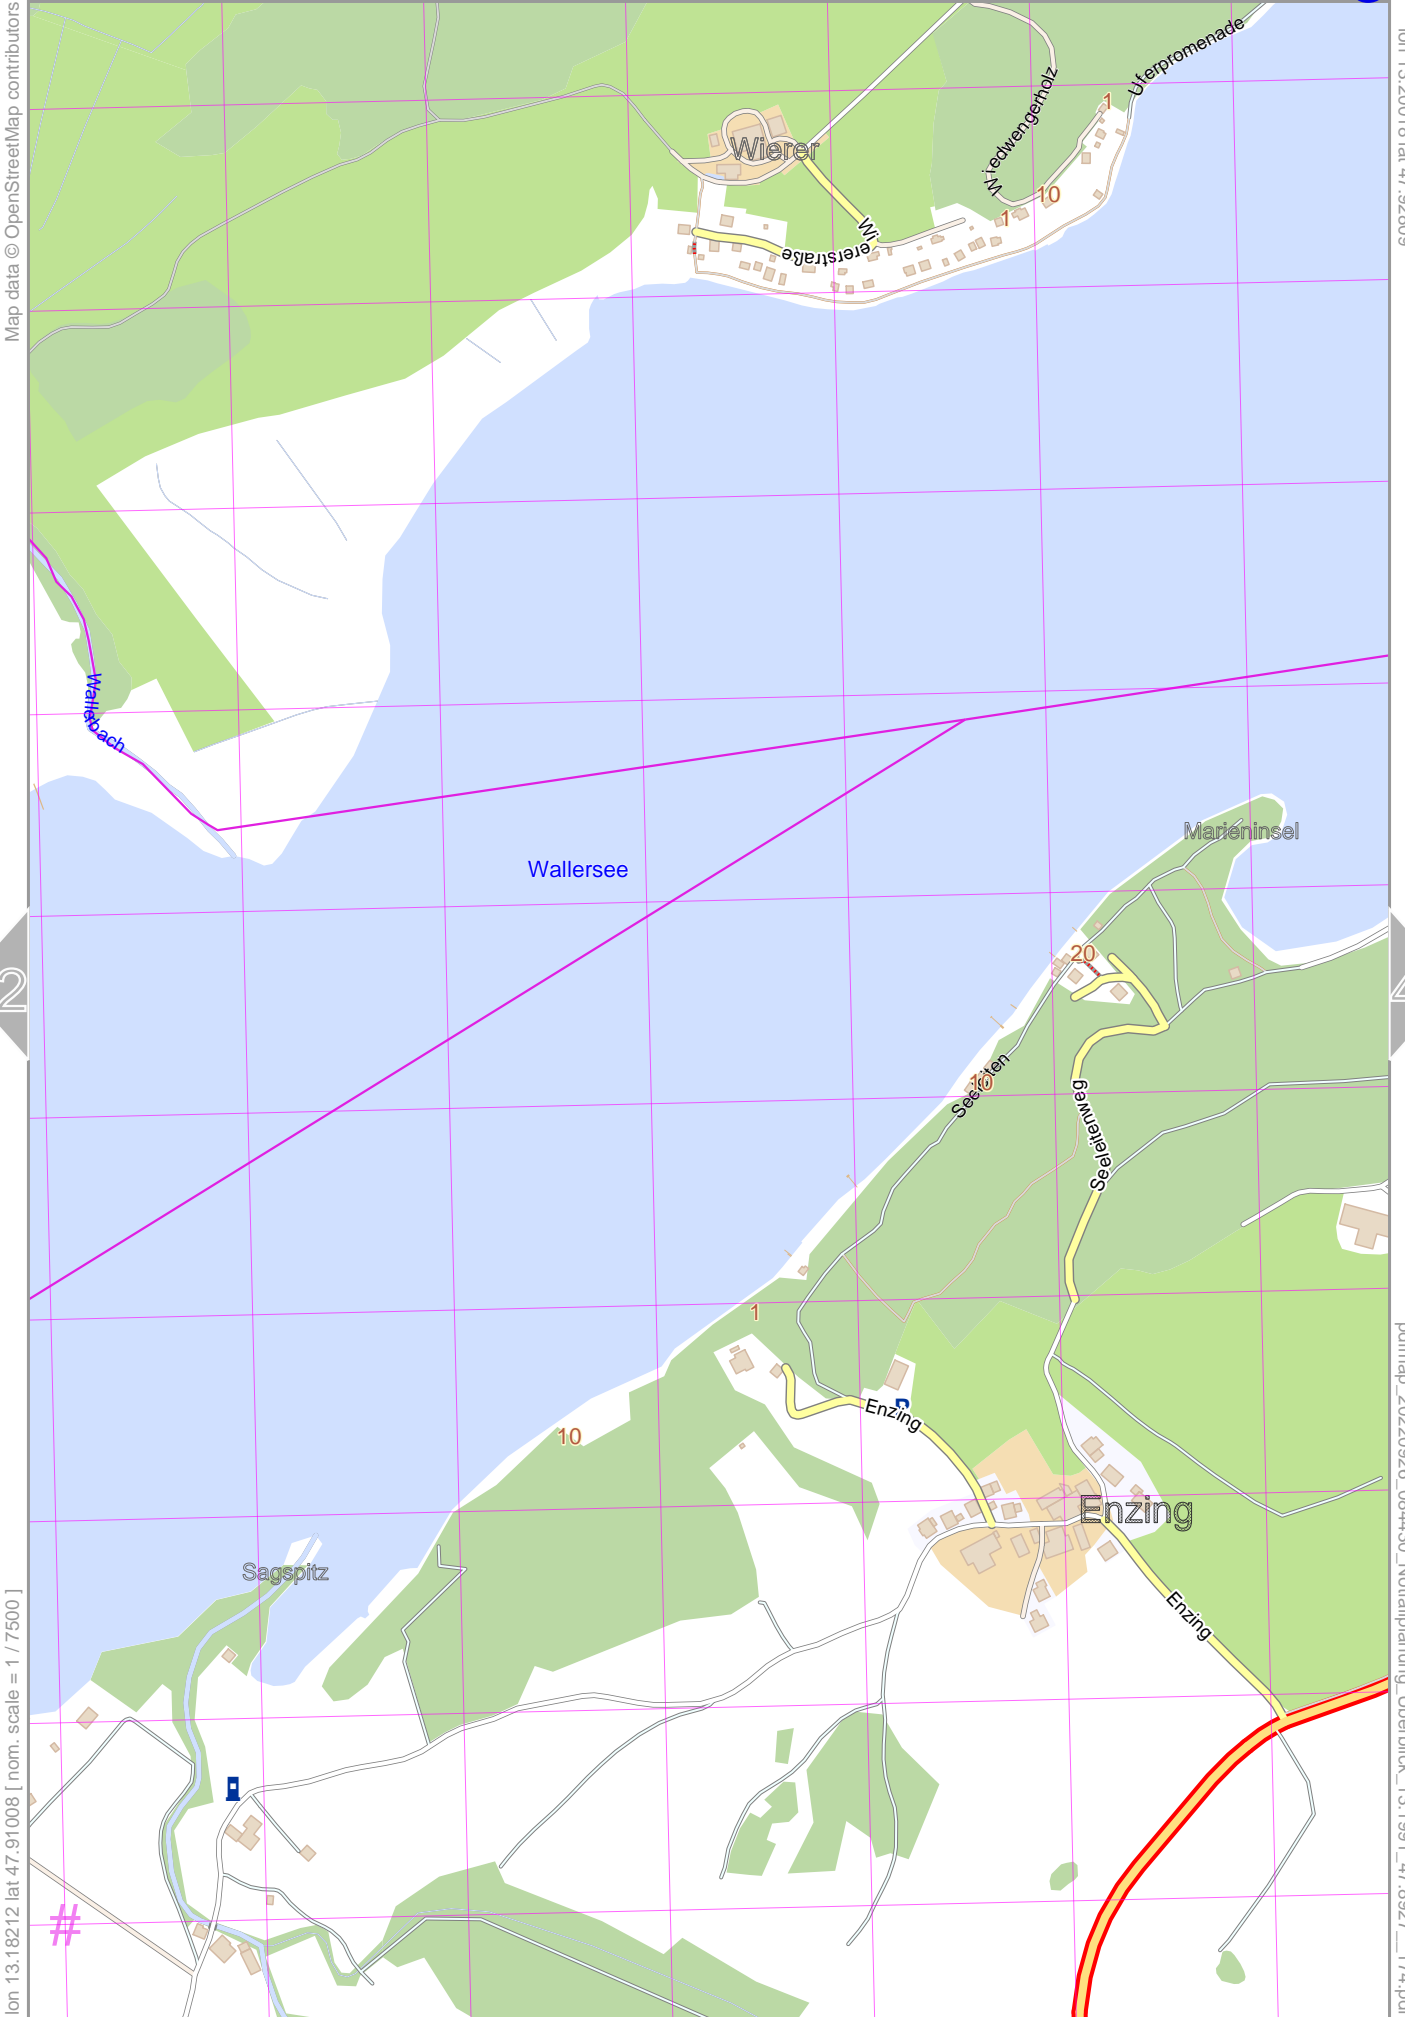 Map data © OpenStreetMap contributors
Uferpromenade
Wiedwengerholz
1
Wierer
10
1
Wiererstraße
Wallerbach
Marieninsel
Wallersee
20
2
10
Seeleitenweg
1
10
Enzing
Enzing
Sagspitz
Enzing
#
lon 13.18212 lat 47.91008 [ nom. scale = 1 / 7500 ]